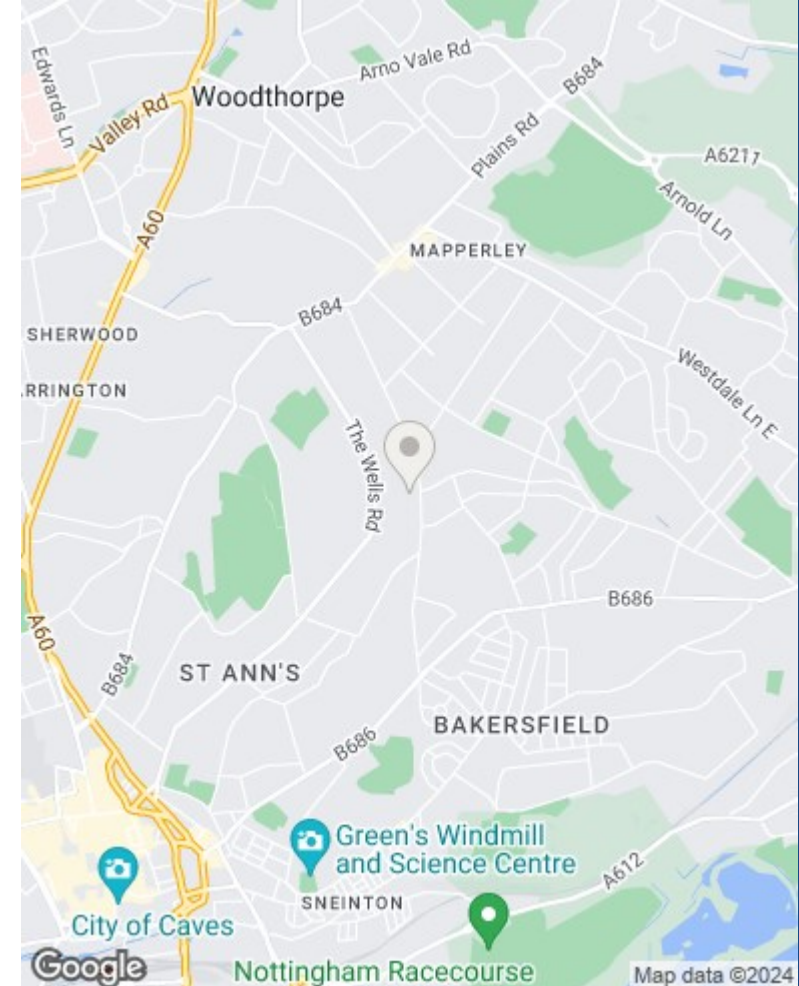 Edwards Ln
Arno Vale Rd
B684
Woodthorpe
Valley Rd
Plains Rd
A6211
Arnold Ln
A60
MAPPERLEY
B684
SHERWOOD
ARRINGTON
Westdale Ln E
The Wells Rd
B686
A60
B684
ST ANN'S
BAKERSFIELD
B686
Green's Windmill
and Science Centre
A612
SNEINTON
City of Caves
Nottingham Racecourse
Google
Map data ©2024